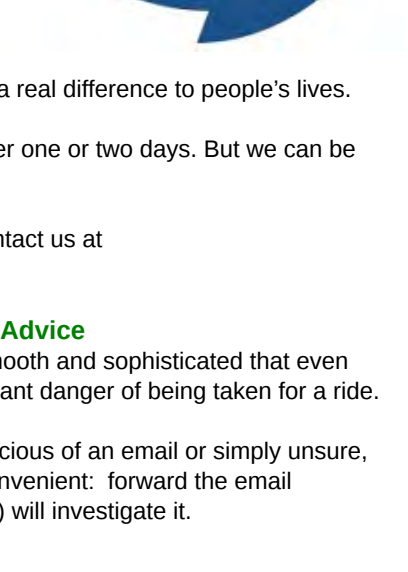 a real difference to people’s lives.
er one or two days. But we can be
ntact us at
Advice
nooth and sophisticated that even
ant danger of being taken for a ride.
cious of an email or simply unsure,
nvenient:  forward the email
) will investigate it.